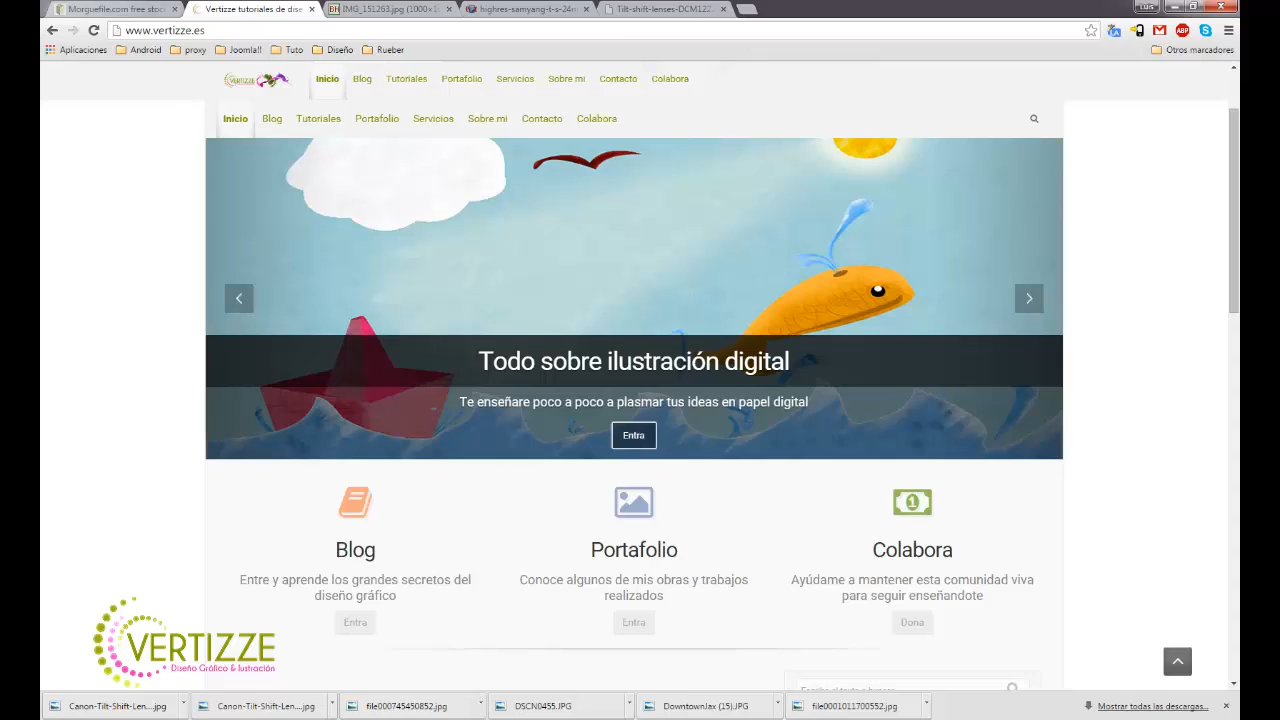 Morguefile.com free stoc
Vertizze tutoriales de dise
IMG_151263.jpg (1000×1
highres-samyang-t-s-24m
Tilt-shift-lenses-DCM122.
Luis
www.vertizze.es
Aplicaciones
Android
proxy
Joomla!!
Tuto
Diseño
Rueber
Otros marcadores
VERTIZZE
Inicio
Blog
Tutoriales
Portafolio
Servicios
Sobre mi
Contacto
Colabora
Inicio
Blog
Tutoriales
Portafolio
Servicios
Sobre mi
Contacto
Colabora
Todo sobre ilustración digital
Te enseñare poco a poco a plasmar tus ideas en papel digital
Entra
Blog
Entre y aprende los grandes secretos del
diseño gráfico
Entra
Portafolio
Conoce algunos de mis obras y trabajos
realizados
Entra
Colabora
Ayúdame a mantener esta comunidad viva
para seguir enseñandote
Dona
VERTIZZE
Diseño Gráfico & Ilustración
Canon-Tilt-Shift-Len....jpg
Canon-Tilt-Shift-Len....jpg
file000745450852.jpg
DSCN0455.JPG
DowntownJax (15).JPG
file0001011700552.jpg
Mostrar todas las descargas...